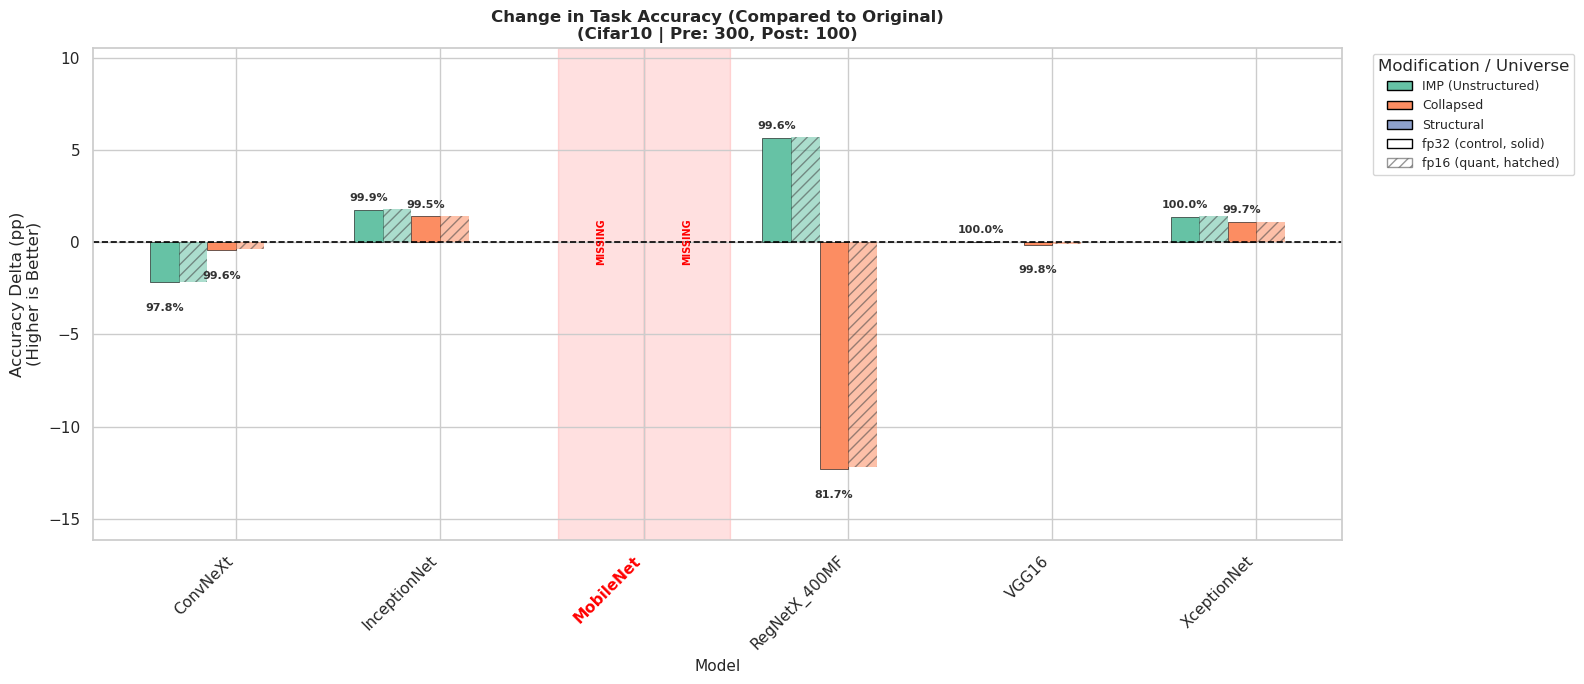 Change in Task Accuracy (Compared to Original)
(Cifar10 | Pre: 300, Post: 100)
Accuracy Delta (pp)
(Higher is Better)
10
5
0
−5
−10
−15
97.8%
99.6%
99.9%
99.5%
MISSING
MISSING
99.6%
81.7%
100.0%
99.8%
100.0%
99.7%
ConvNeXt
InceptionNet
MobileNet
RegNetX_400MF
VGG16
XceptionNet
Model
Modification / Universe
IMP (Unstructured)
Collapsed
Structural
fp32 (control, solid)
fp16 (quant, hatched)